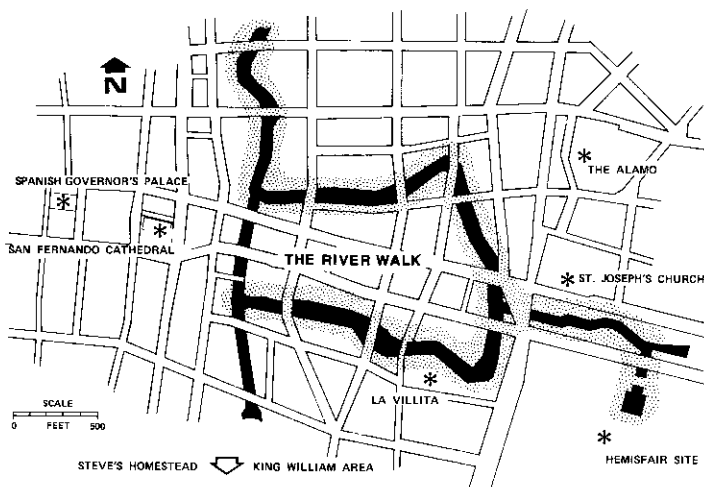 N
THE ALAMO
SPANISH GOVERNOR'S PALACE
SAN FERNANDO CATHEDRAL
THE RIVER WALK
ST. JOSEPH'S CHURCH
LA VILLITA
SCALE
0 FEET 500
HEMISFAIR SITE
STEVE'S HOMESTEAD KING WILLIAM AREA